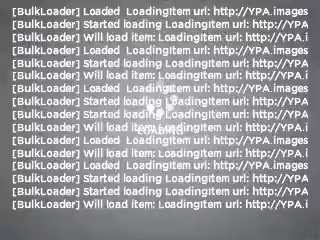 [BulkLoader] Loaded LoadingItem url: http://YPA.images
[BulkLoader] Started loading LoadingItem url: http://YPA
[BulkLoader] Will load item: LoadingItem url: http://YPA.i
[BulkLoader] Loaded LoadingItem url: http://YPA.images
[BulkLoader] Started loading LoadingItem url: http://YPA
[BulkLoader] Will load item: LoadingItem url: http://YPA.i
[BulkLoader] Loaded LoadingItem url: http://YPA.images
[BulkLoader] Started loading LoadingItem url: http://YPA
[BulkLoader] Started loading LoadingItem url: http://YPA
[BulkLoader] Will load item: LoadingItem url: http://YPA.i
LOADING
[BulkLoader] Loaded LoadingItem url: http://YPA.images
[BulkLoader] Started loading LoadingItem url: http://YPA
[BulkLoader] Will load item: LoadingItem url: http://YPA.i
[BulkLoader] Loaded LoadingItem url: http://YPA.images
[BulkLoader] Started loading LoadingItem url: http://YPA
[BulkLoader] Will load item: LoadingItem url: http://YPA.i